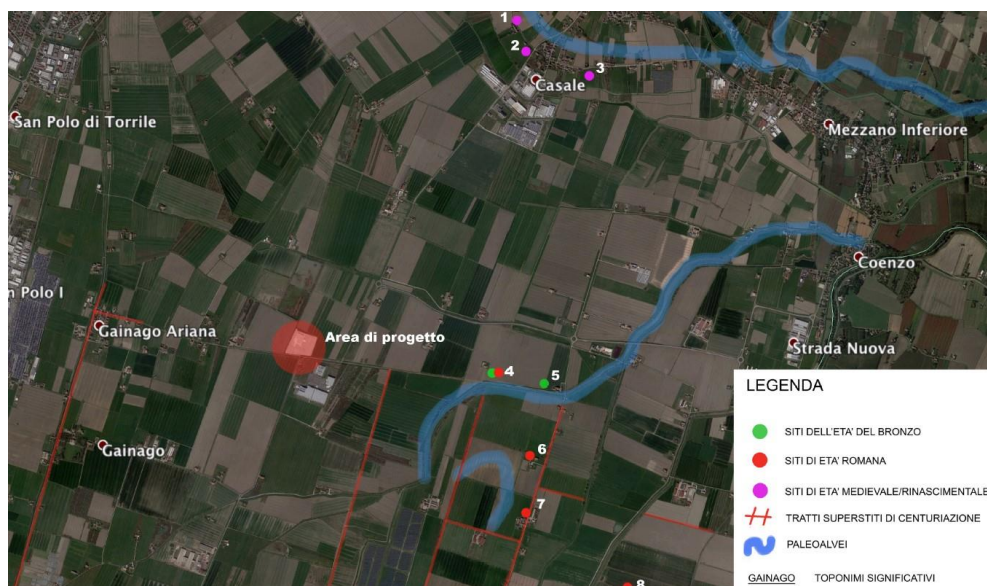 1
2
3
Casale
San Polo di Torrile
Mezzano Inferiore
Coenzo
n Polo I
Gainago Ariana
Area di progetto
Strada Nuova
4
5
Gainago
6
7
8
LEGENDA
SITI DELL'ETA' DEL BRONZO
SITI DI ETA' ROMANA
SITI DI ETA' MEDIEVALE/RINASCIMENTALE
TRATTI SUPERSTITI DI CENTURIAZIONE
PALEOALVEI
GAINAGO TOPONIMI SIGNIFICATIVI